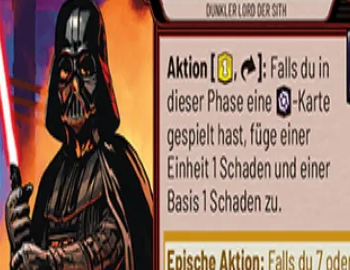 DUNKLER LORD DER SITH
Aktion [1, ]: Falls du in
dieser Phase eine -Karte
gespielt hast, füge einer
Einheit 1 Schaden und einer
Basis 1 Schaden zu.
Epische Aktion: Falls du 7 oder